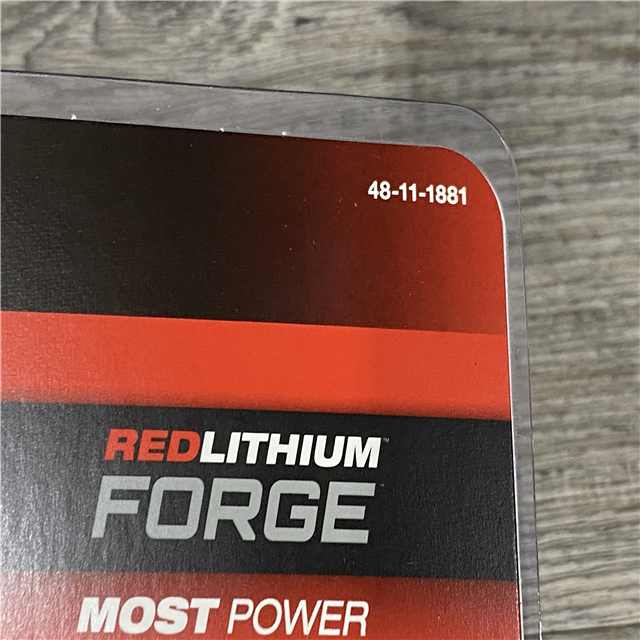 48-11-1881
REDLITHIUM™
FORGE™
MOST POWER